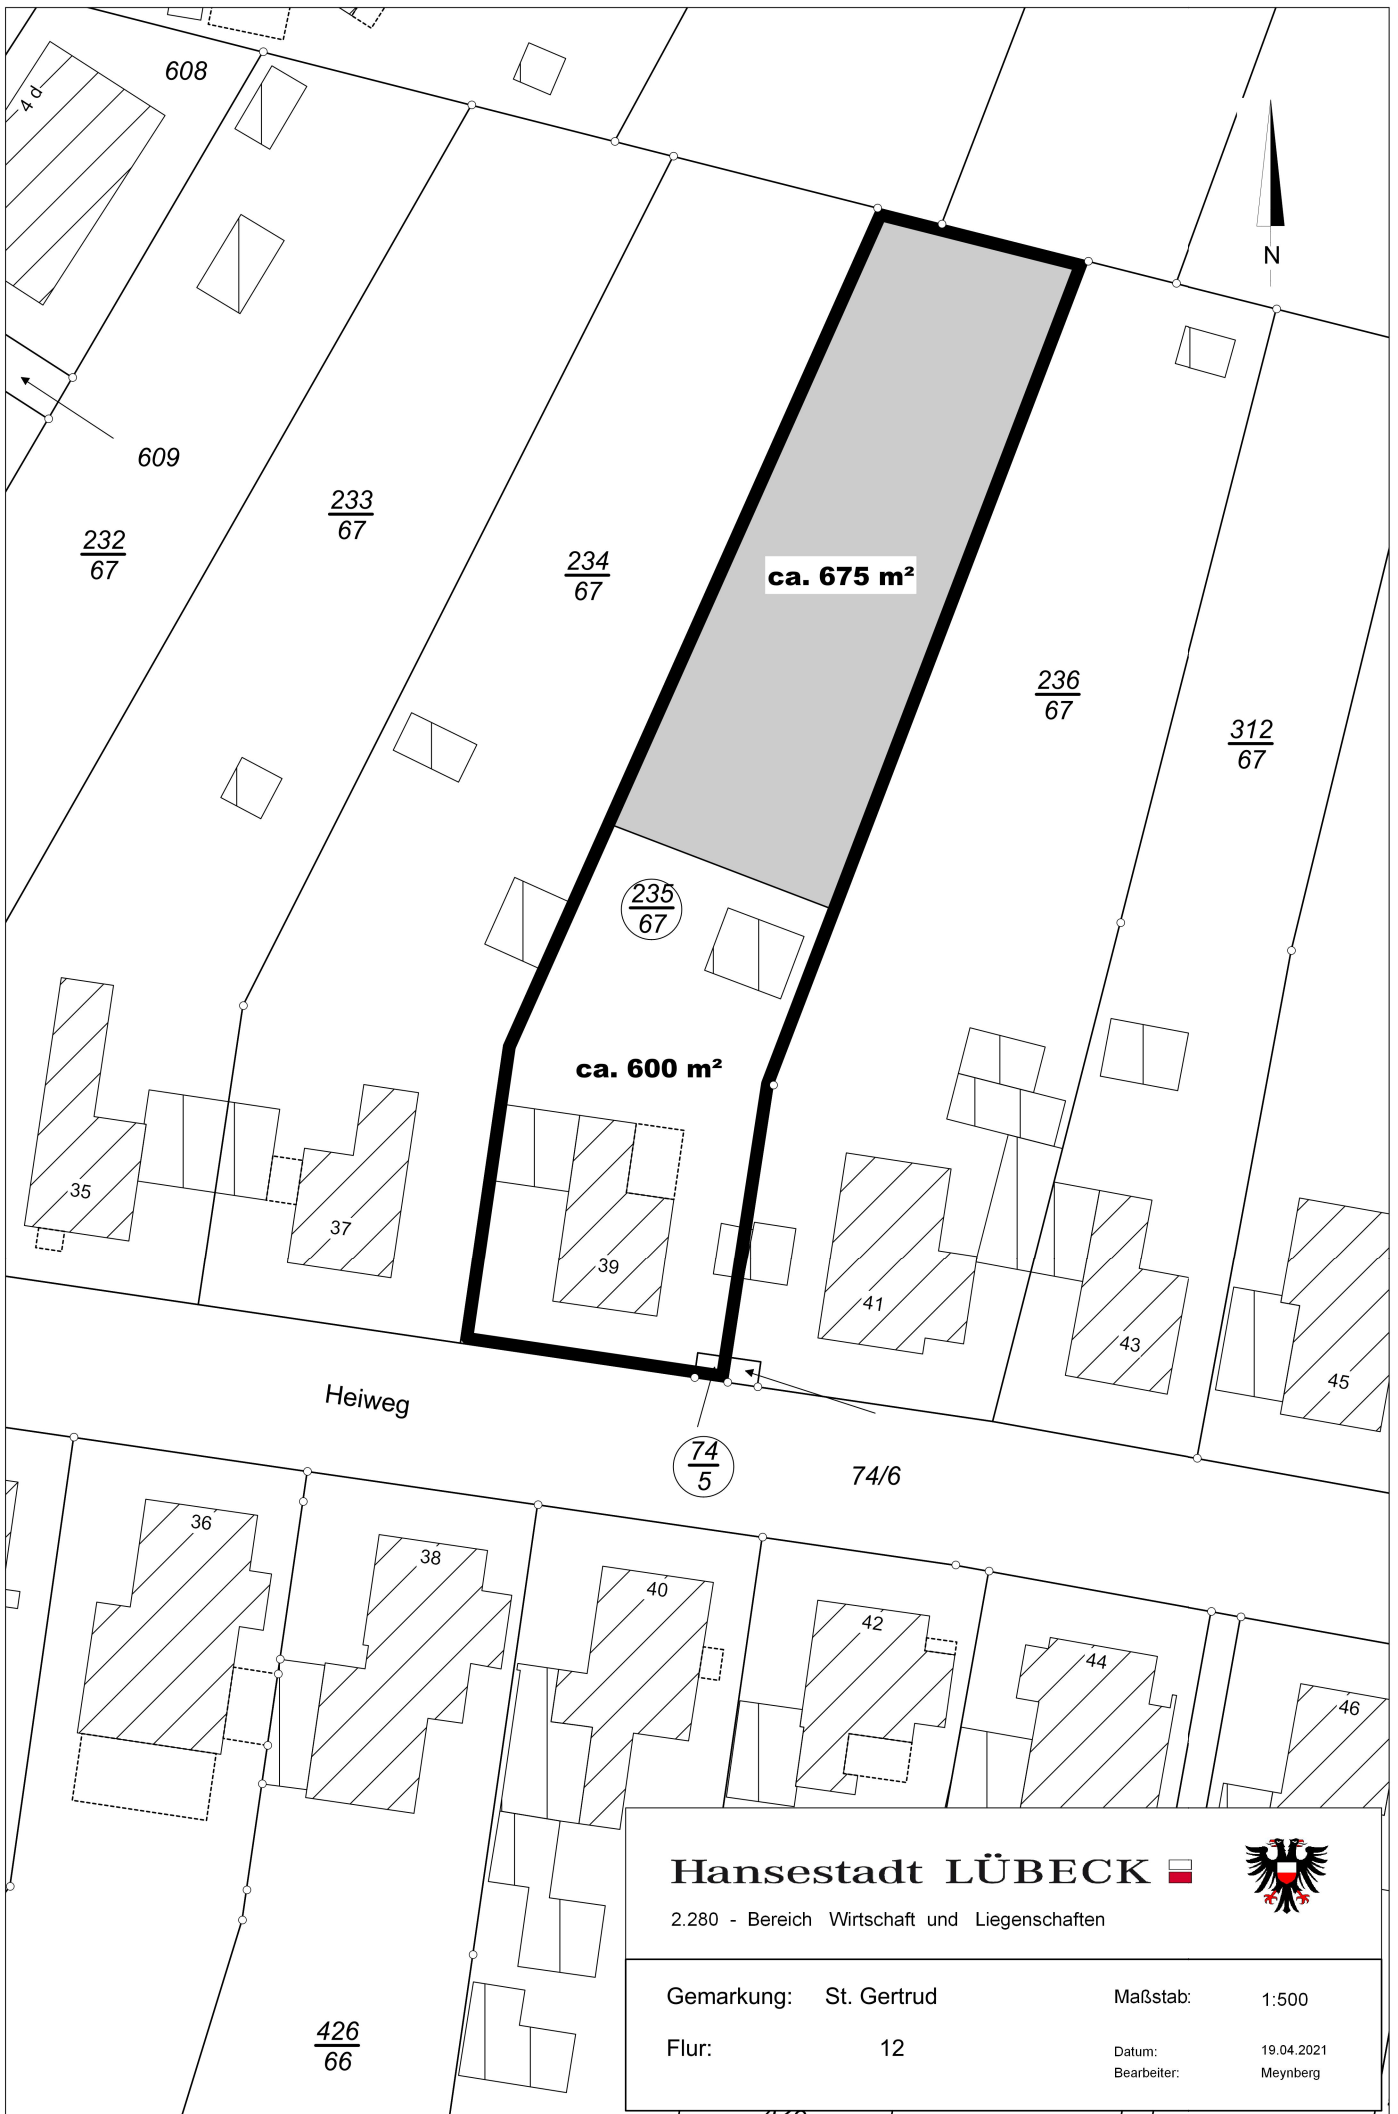 608
4 d
N
609
233
67
232
67
234
67
ca. 675 m²
236
67
312
67
235
67
ca. 600 m²
35
37
39
41
43
45
Heiweg
74
5
74/6
36
38
40
42
44
46
Hansestadt LÜBECK
2.280 - Bereich Wirtschaft und Liegenschaften
Gemarkung: St. Gertrud
Maßstab: 1:500
Flur: 12
Datum: 19.04.2021
Bearbeiter: Meynberg
426
66